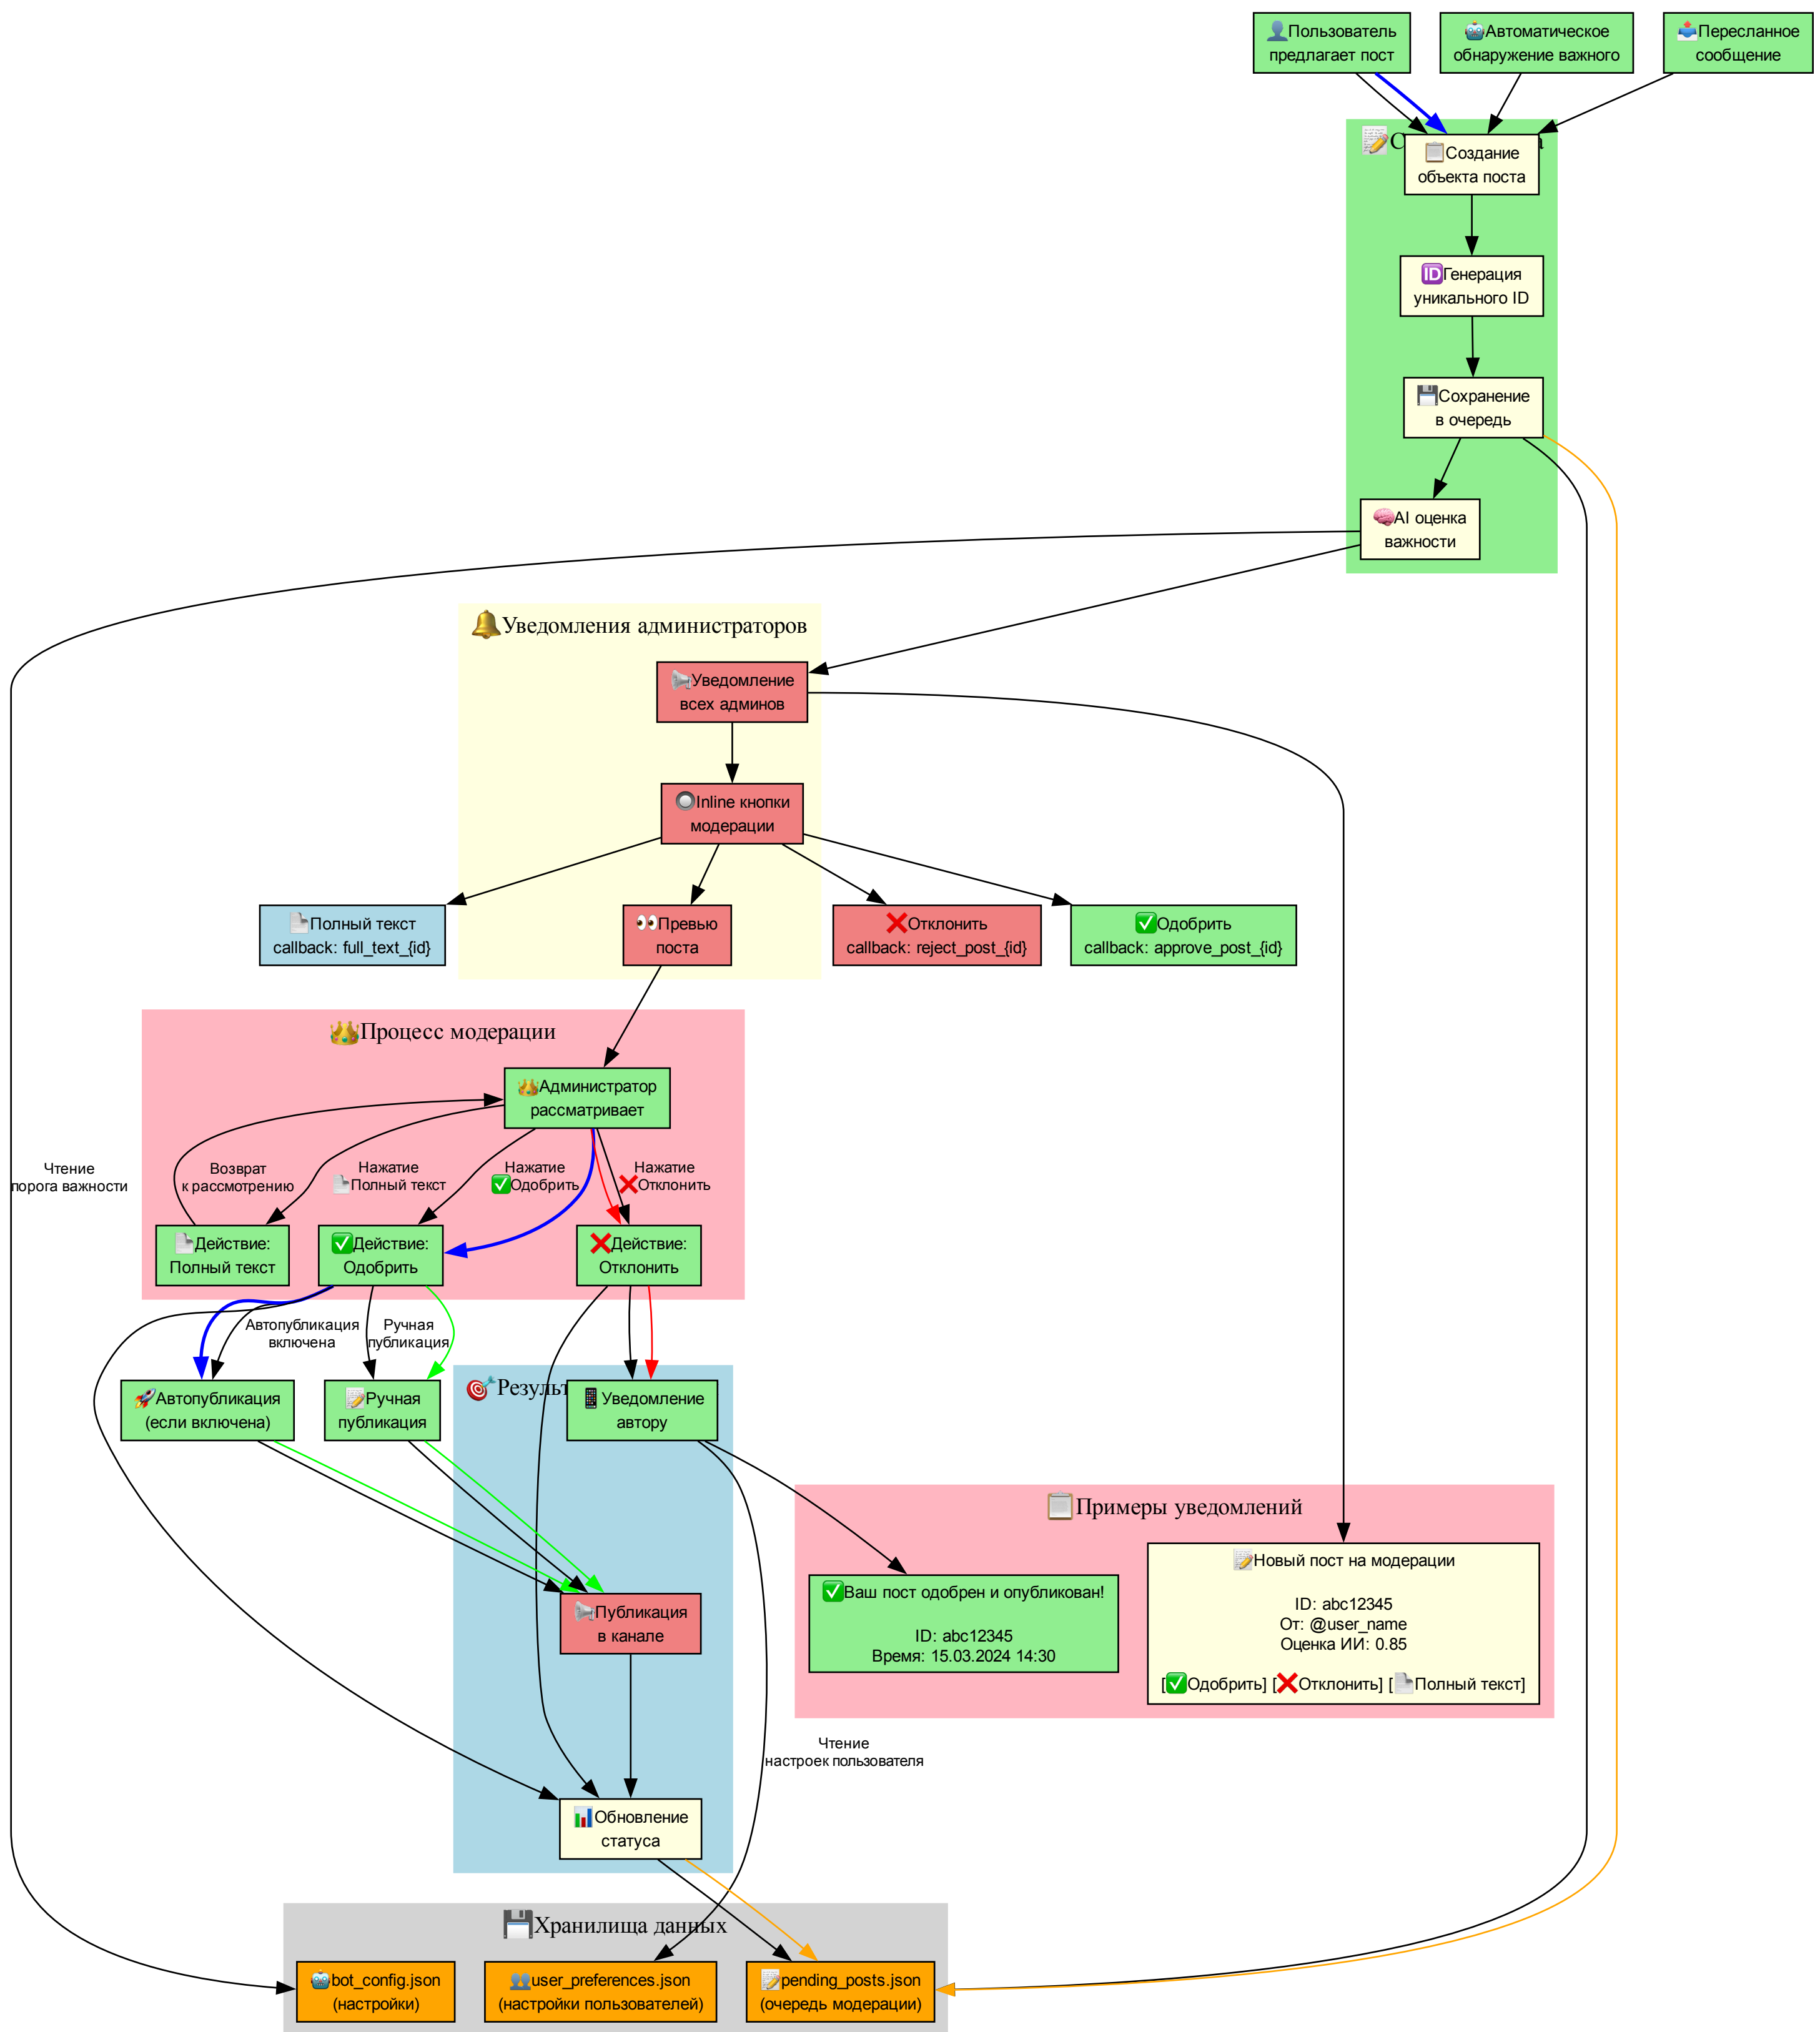 👤Пользователь
предлагает пост
🤖Автоматическое
обнаружение важного
📤Пересланное
сообщение
📋Создание
объекта поста
🆔Генерация
уникального ID
💾Сохранение
в очередь
🧠AI оценка
важности
🔔Уведомления администраторов
📢Уведомление
всех админов
🔘Inline кнопки
модерации
📄Полный текст
callback: full_text_{id}
👀Превью
поста
❌Отклонить
callback: reject_post_{id}
✅Одобрить
callback: approve_post_{id}
👑Процесс модерации
👑Администратор
рассматривает
Чтение
порога важности
Возврат
к рассмотрению
Нажатие
📄Полный текст
Нажатие
✅Одобрить
Нажатие
❌Отклонить
📄Действие:
Полный текст
✅Действие:
Одобрить
❌Действие:
Отклонить
Автопубликация
включена
Ручная
публикация
🚀Автопубликация
(если включена)
📝Ручная
публикация
🎯Результ
📱Уведомление
автору
📋Примеры уведомлений
✅Ваш пост одобрен и опубликован!
ID: abc12345
Время: 15.03.2024 14:30
📝Новый пост на модерации
ID: abc12345
От: @user_name
Оценка ИИ: 0.85
[✅Одобрить] [❌Отклонить] [📄Полный текст]
📢Публикация
в канале
Чтение
настроек пользователя
📊Обновление
статуса
💾Хранилища данных
🤖bot_config.json
(настройки)
👥user_preferences.json
(настройки пользователей)
📝pending_posts.json
(очередь модерации)